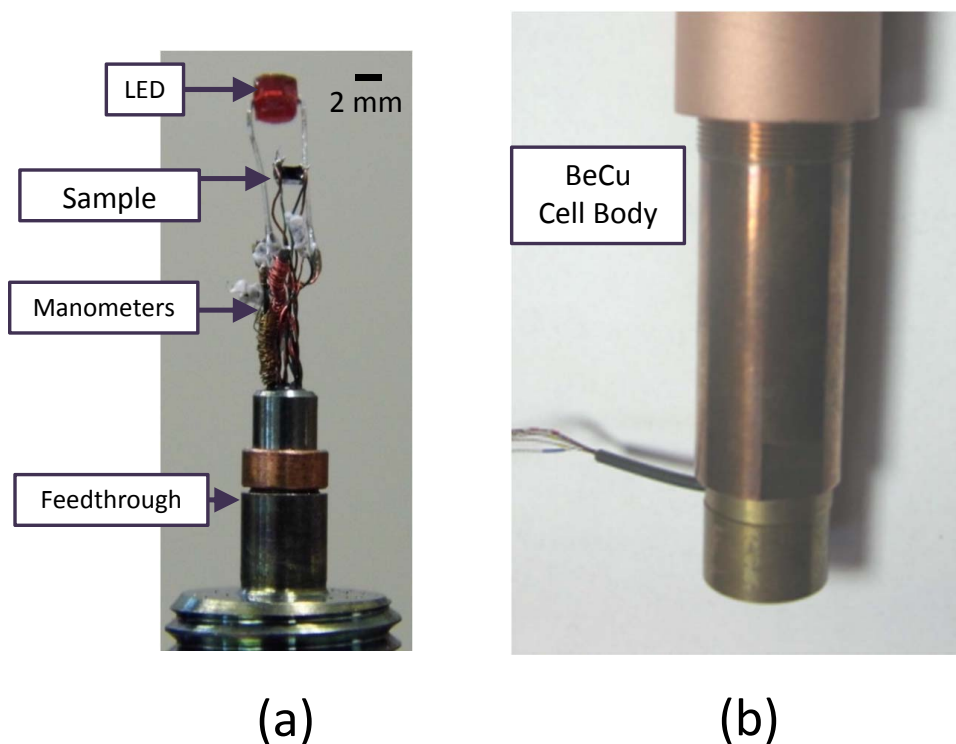 LED
2 mm
Sample
Manometers
Feedthrough
BeCu
Cell Body
(a)
(b)